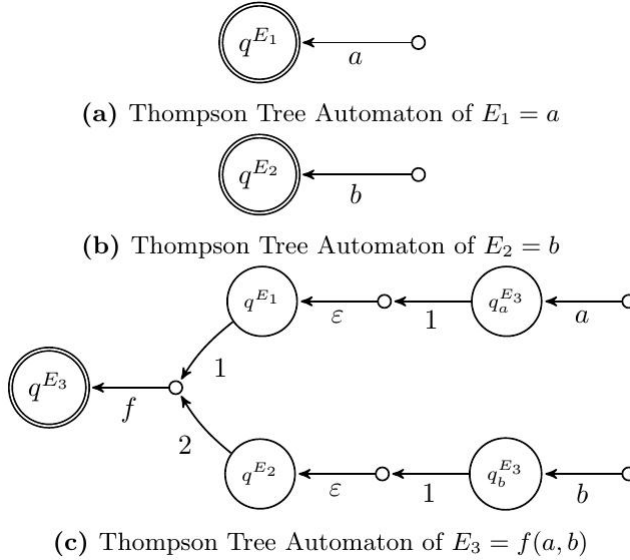 q^{E_1}
a
(a) Thompson Tree Automaton of E_1 = a
q^{E_2}
b
(b) Thompson Tree Automaton of E_2 = b
q^{E_1} ε 1 q_a^{E_3} a
1
q^{E_3} f
2
q^{E_2} ε 1 q_b^{E_3} b
(c) Thompson Tree Automaton of E_3 = f(a, b)